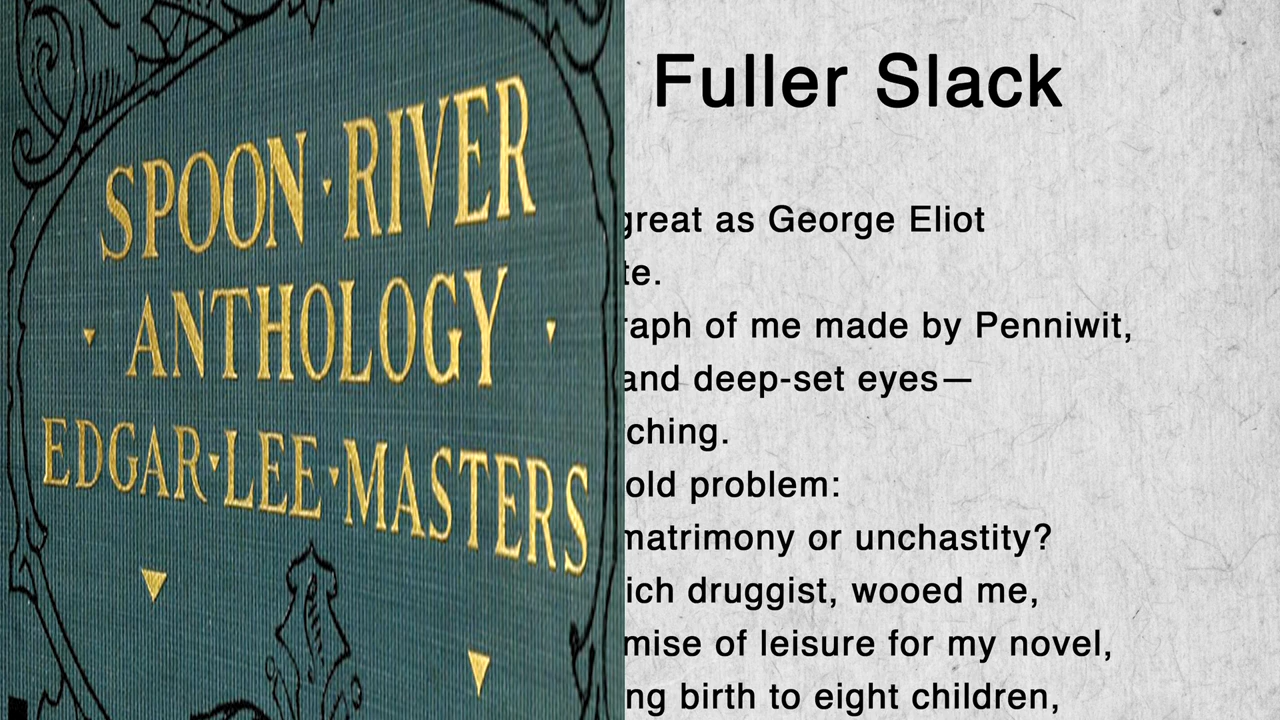 SPOON · RIVER
ANTHOLOGY
EDGAR · LEE · MASTERS
Fuller Slack
great as George Eliot
te.
raph of me made by Penniwit,
and deep-set eyes—
ching.
old problem:
matrimony or unchastity?
ich druggist, wooed me,
mise of leisure for my novel,
ng birth to eight children,